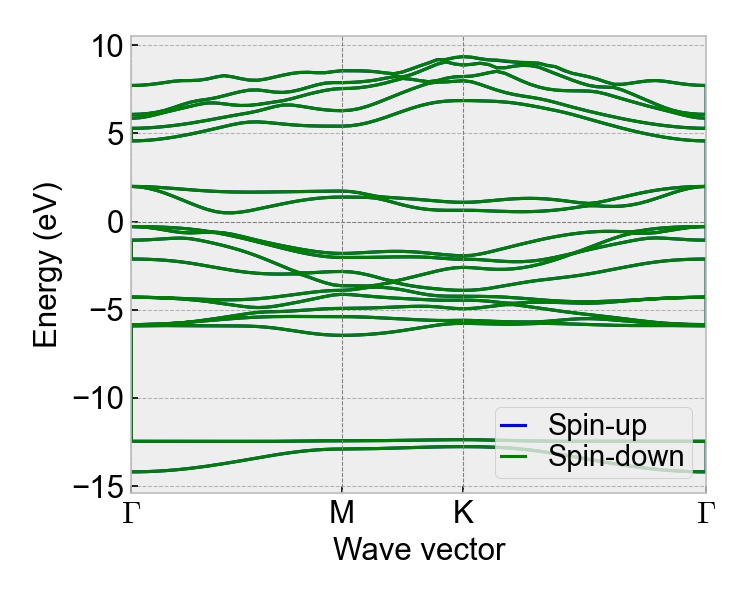 10
5
0
−5
−10
−15
Energy (eV)
Spin-up
Spin-down
Γ M K Γ
Wave vector